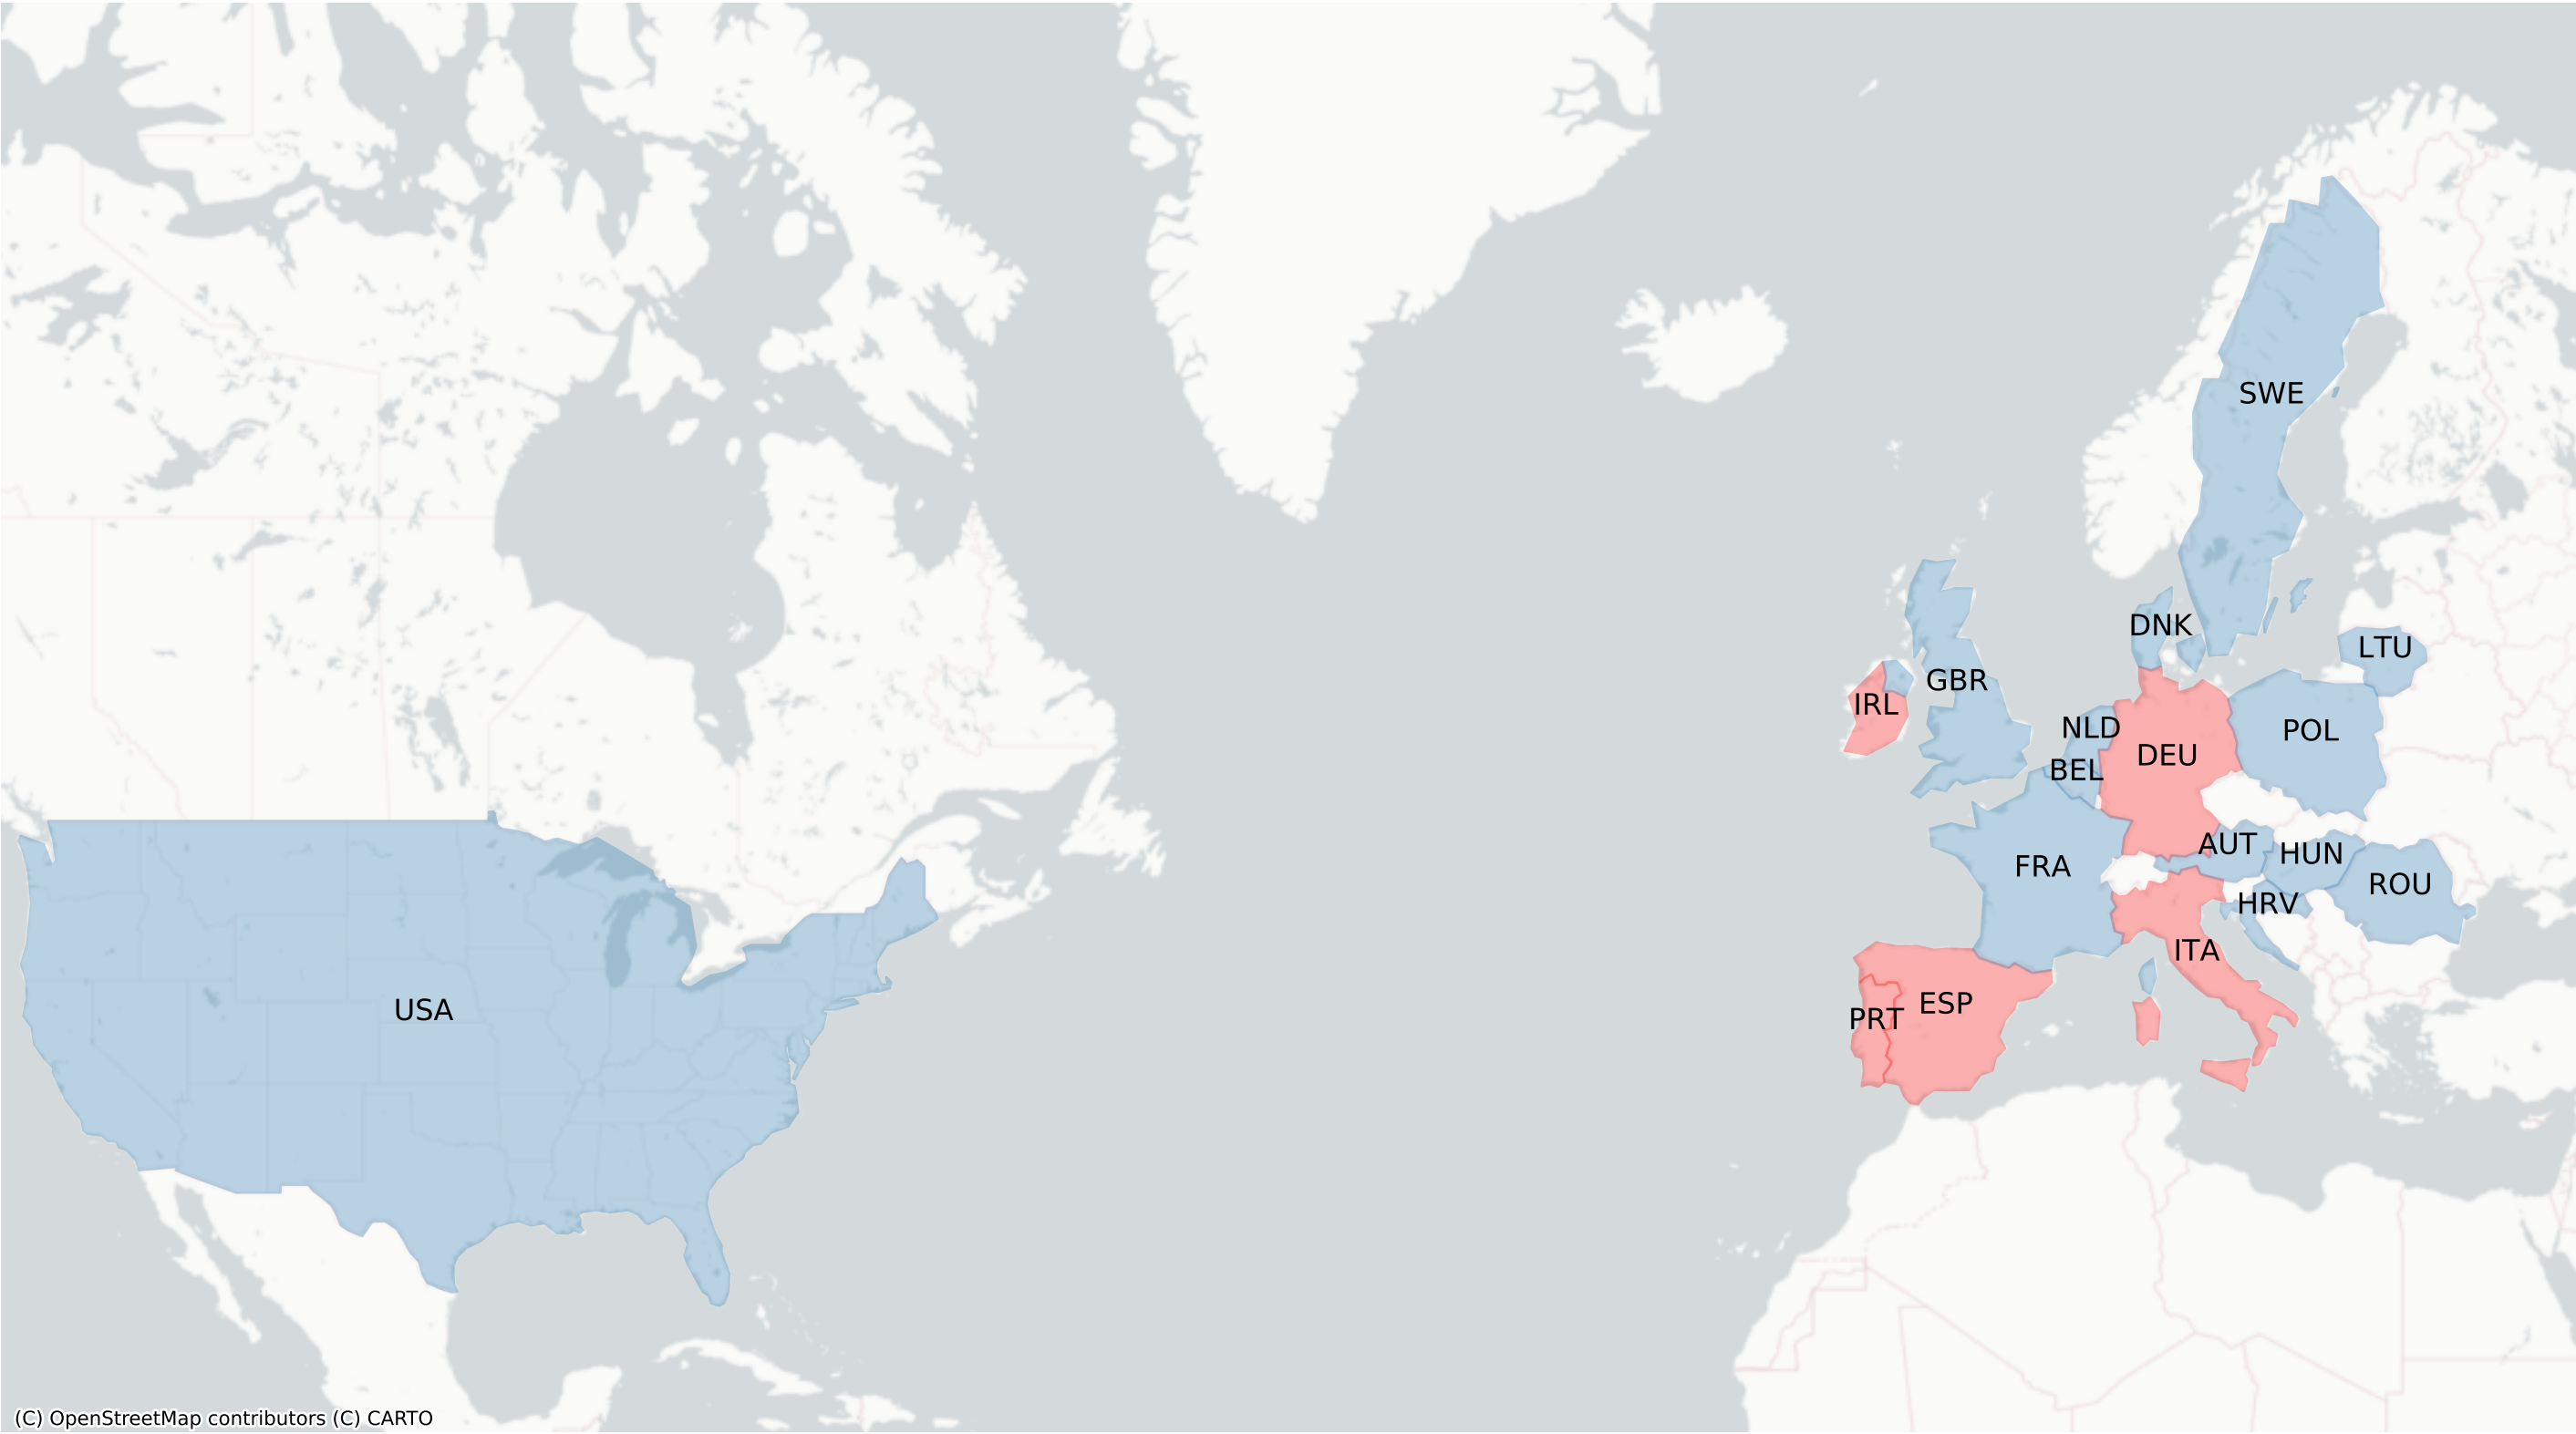 SWE
DNK
LTU
GBR
IRL
NLD
POL
DEU
BEL
AUT
HUN
FRA
ROU
HRV
ITA
ESP
PRT
USA
(C) OpenStreetMap contributors (C) CARTO